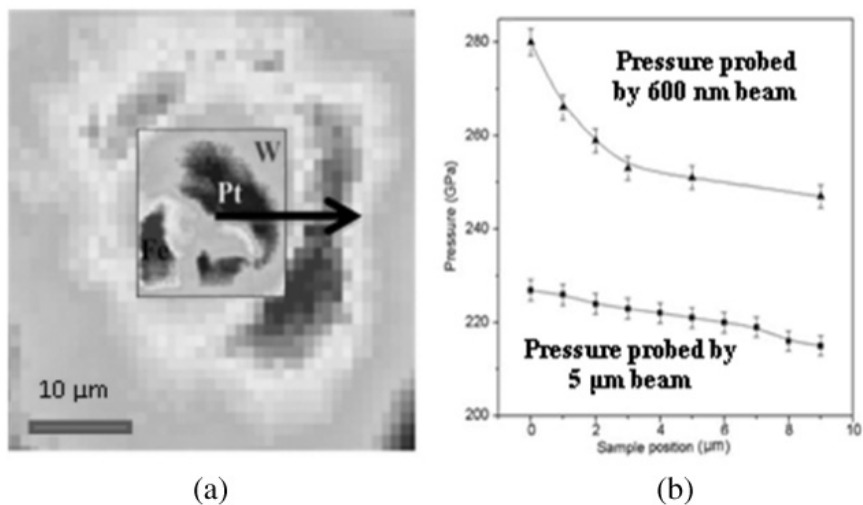 W
Pt
Fe
10 µm
(a)
280
260
240
220
200
Pressure (GPa)
Pressure probed
by 600 nm beam
Pressure probed by
5 µm beam
0
2
4
6
8
10
Sample position (µm)
(b)